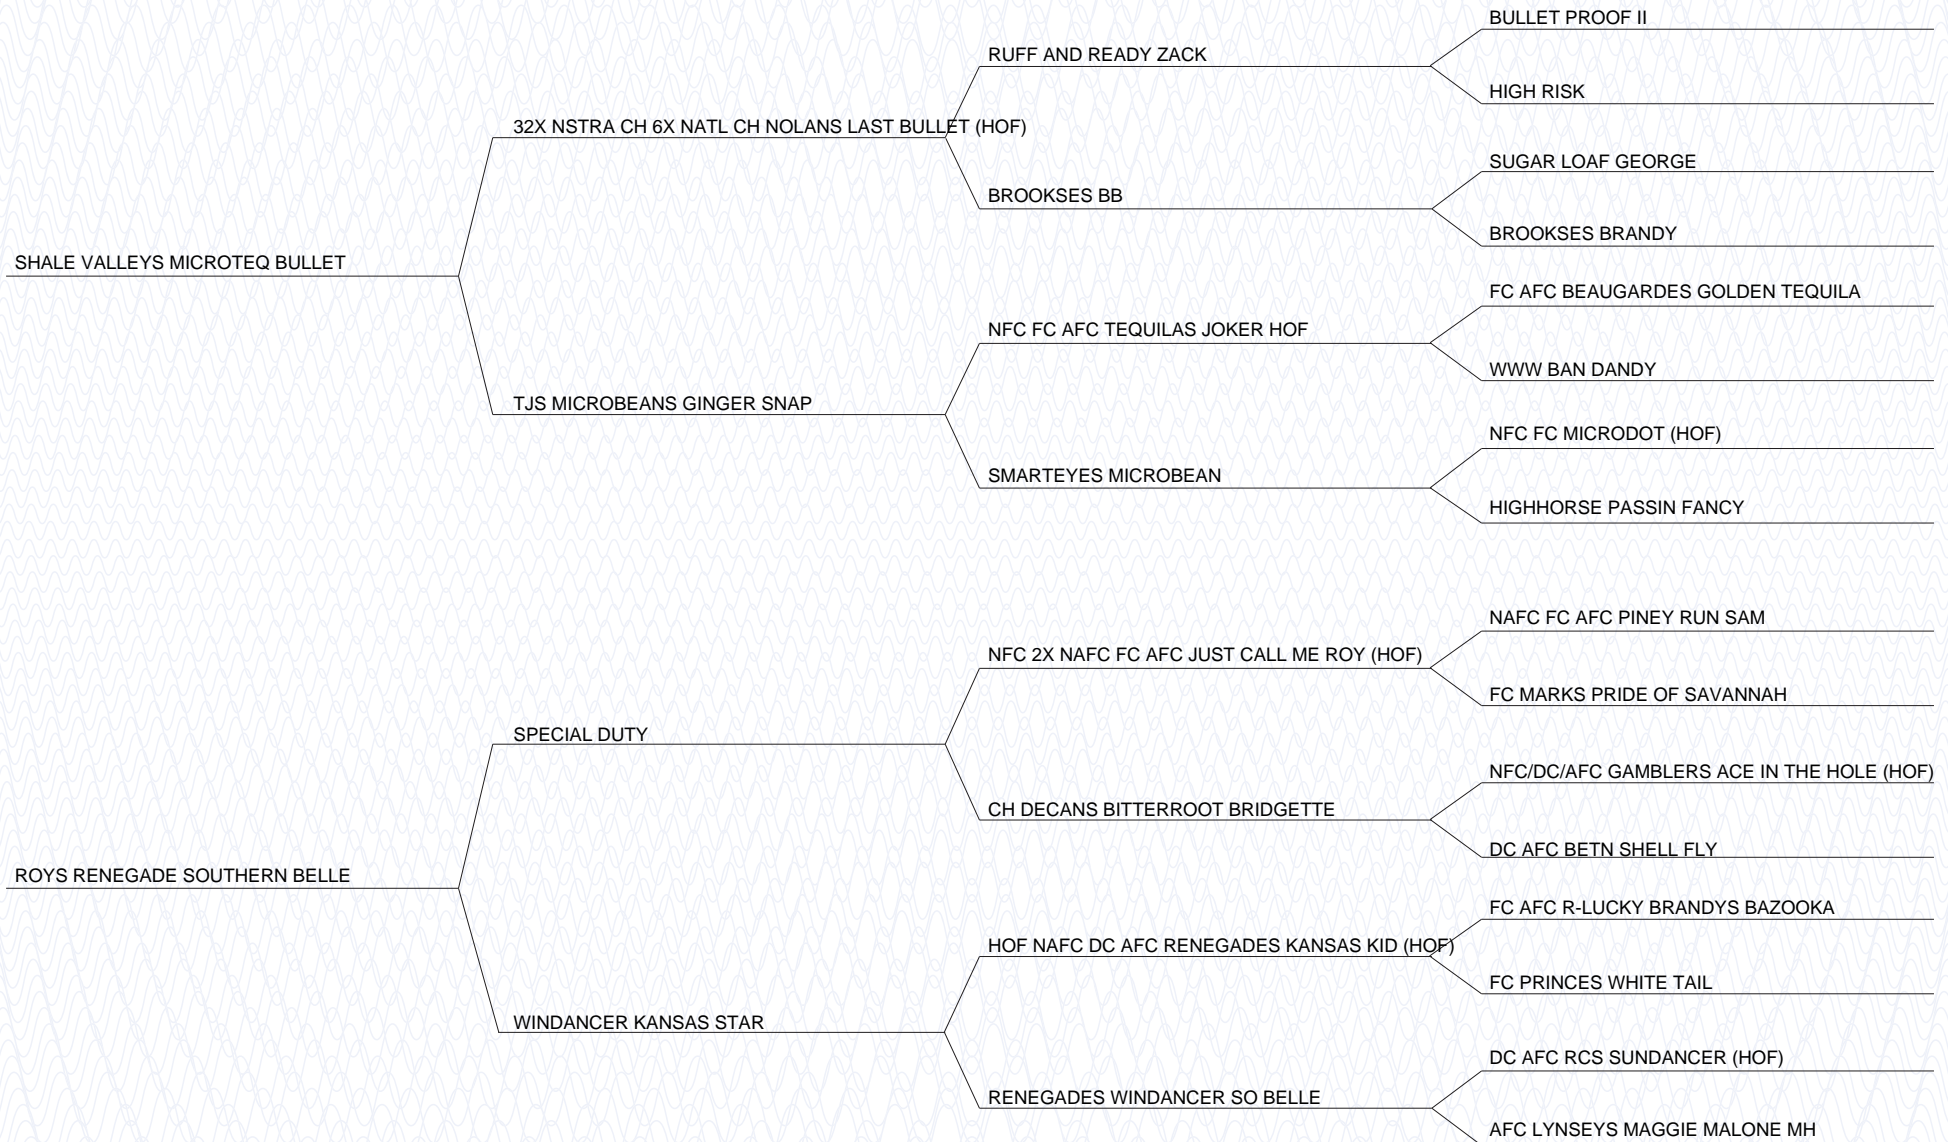 BULLET PROOF II
RUFF AND READY ZACK
HIGH RISK
32X NSTRA CH 6X NATL CH NOLANS LAST BULLET (HOF)
SUGAR LOAF GEORGE
BROOKSES BB
BROOKSES BRANDY
SHALE VALLEYS MICROTEQ BULLET
FC AFC BEAUGARDES GOLDEN TEQUILA
NFC FC AFC TEQUILAS JOKER HOF
WWW BAN DANDY
TJS MICROBEANS GINGER SNAP
NFC FC MICRODOT (HOF)
SMARTEYES MICROBEAN
HIGHHORSE PASSIN FANCY
NAFC FC AFC PINEY RUN SAM
NFC 2X NAFC FC AFC JUST CALL ME ROY (HOF)
FC MARKS PRIDE OF SAVANNAH
SPECIAL DUTY
NFC/DC/AFC GAMBLERS ACE IN THE HOLE (HOF)
CH DECANS BITTERROOT BRIDGETTE
DC AFC BETN SHELL FLY
ROYS RENEGADE SOUTHERN BELLE
FC AFC R-LUCKY BRANDYS BAZOOKA
HOF NAFC DC AFC RENEGADES KANSAS KID (HOF)
FC PRINCES WHITE TAIL
WINDANCER KANSAS STAR
DC AFC RCS SUNDANCER (HOF)
RENEGADES WINDANCER SO BELLE
AFC LYNSEYS MAGGIE MALONE MH